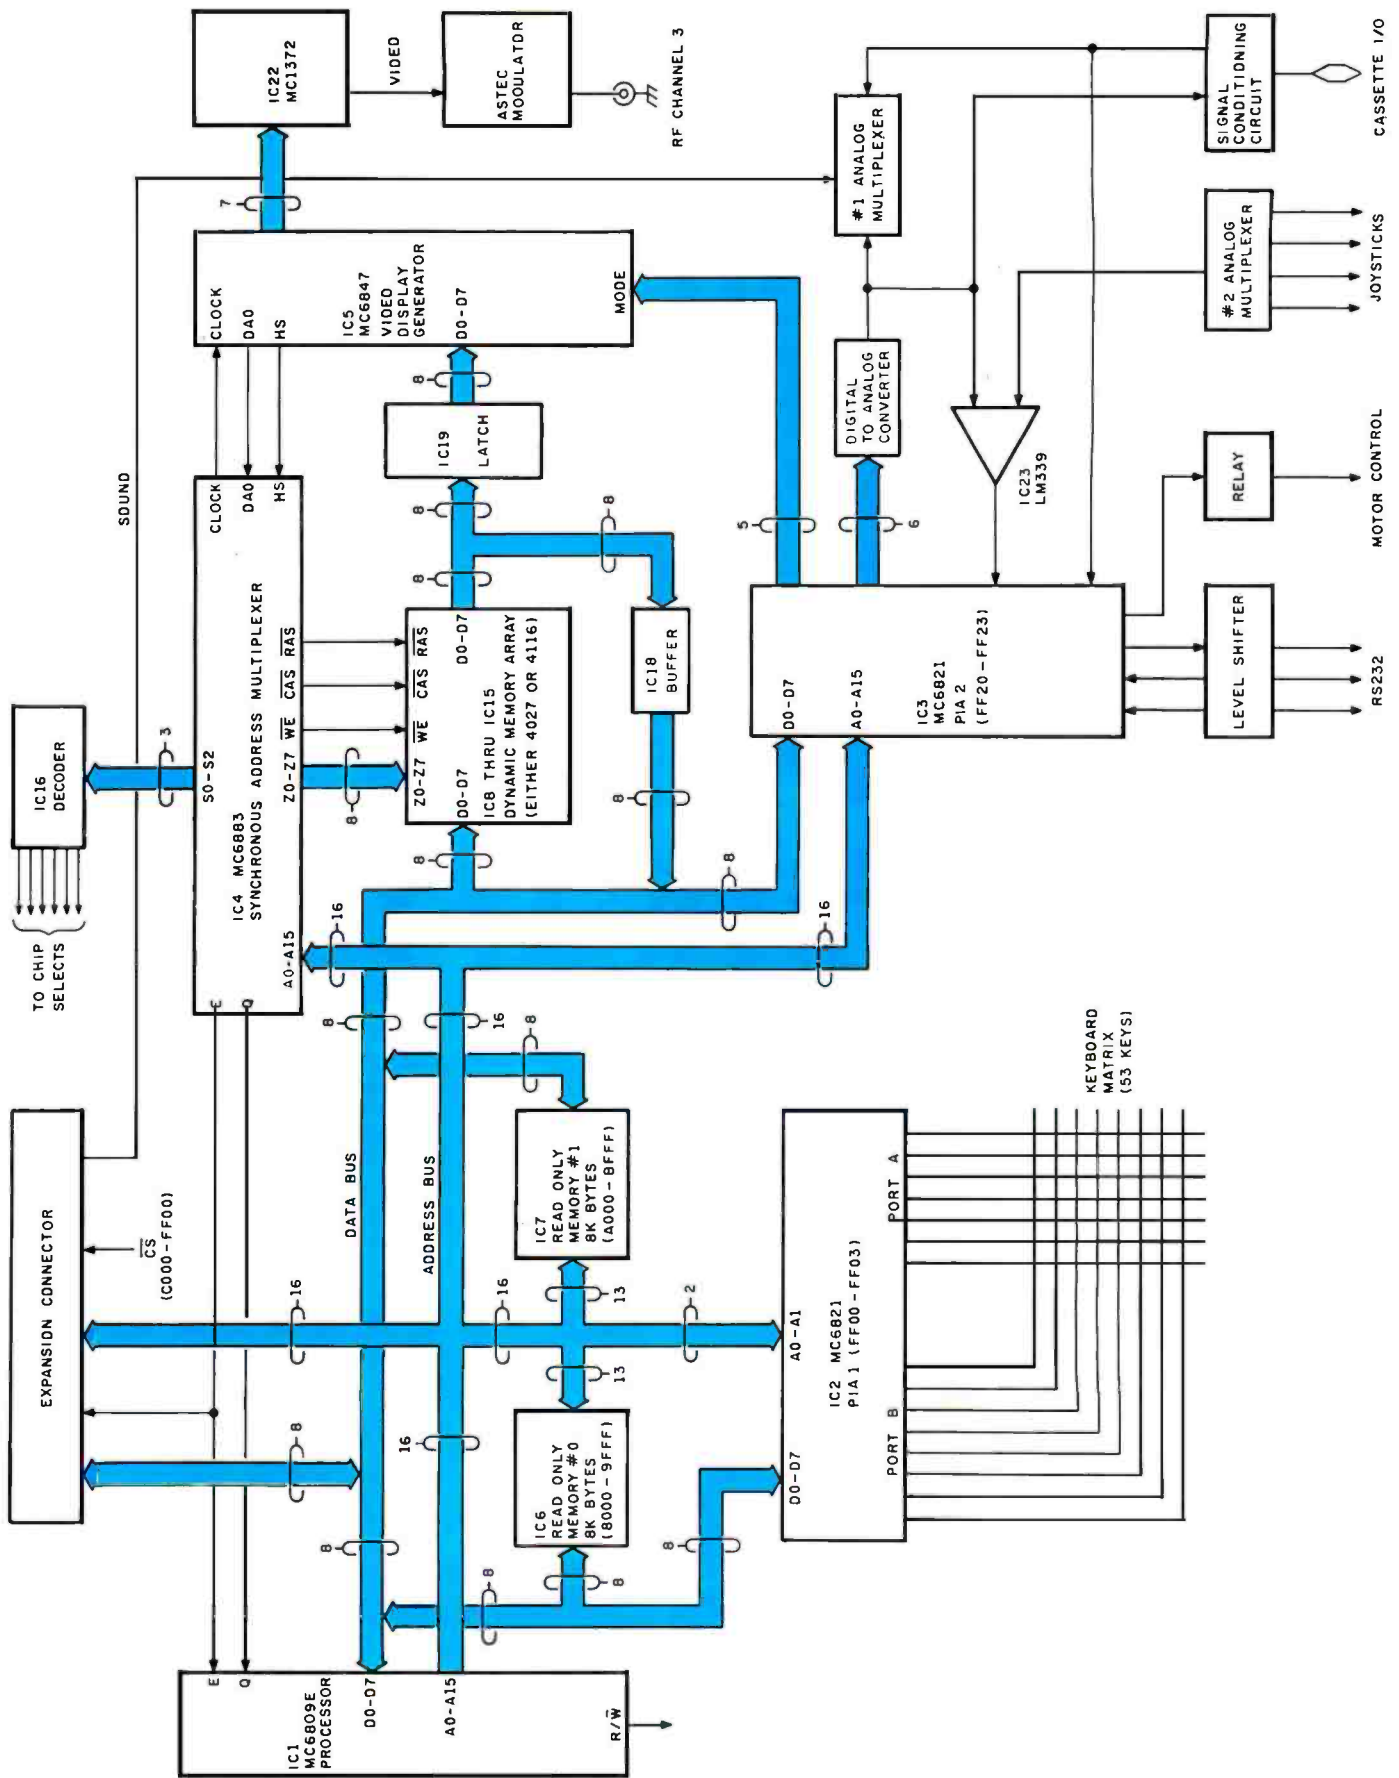 EXPANSION CONNECTOR
CS
(C000-FF00)
TO CHIP
SELECTS
IC16
DECODER
3
IC22
MC1372
VIDEO
ASTEC
MODULATOR
RF CHANNEL 3
SOUND
7
IC4 MC6883
SYNCHRONOUS ADDRESS MULTIPLEXER
E
Q
A0-A15
S0-S2
Z0-Z7
WE
CAS
RAS
CLOCK
DA0
HS
CLOCK
DA0
HS
IC5
MC6847
VIDEO
DISPLAY
GENERATOR
D0-D7
MODE
IC1
MC6809E
PROCESSOR
E
Q
D0-D7
A0-A15
R/W
8
8
DATA BUS
8
16
16
ADDRESS BUS
16
16
8
8
Z0-Z7
WE
CAS
RAS
D0-D7
D0-D7
IC8 THRU IC15
DYNAMIC MEMORY ARRAY
(EITHER 4027 OR 4116)
8
8
IC19
LATCH
8
8
8
16
8
8
IC6
READ ONLY
MEMORY #0
8K BYTES
(8000-9FFF)
13
13
IC7
READ ONLY
MEMORY #1
8K BYTES
(A000-BFFF)
8
IC18
BUFFER
8
8
2
8
16
D0-D7
A0-A1
IC2 MC6821
PIA 1 (FF00-FF03)
PORT B
PORT A
KEYBOARD
MATRIX
(53 KEYS)
D0-D7
A0-A15
IC3
MC6821
PIA 2
(FF20-FF23)
5
6
DIGITAL
TO ANALOG
CONVERTER
#1 ANALOG
MULTIPLEXER
IC23
LM339
LEVEL SHIFTER
RELAY
#2 ANALOG
MULTIPLEXER
SIGNAL
CONDITIONING
CIRCUIT
RS232
MOTOR CONTROL
JOYSTICKS
CASSETTE I/O